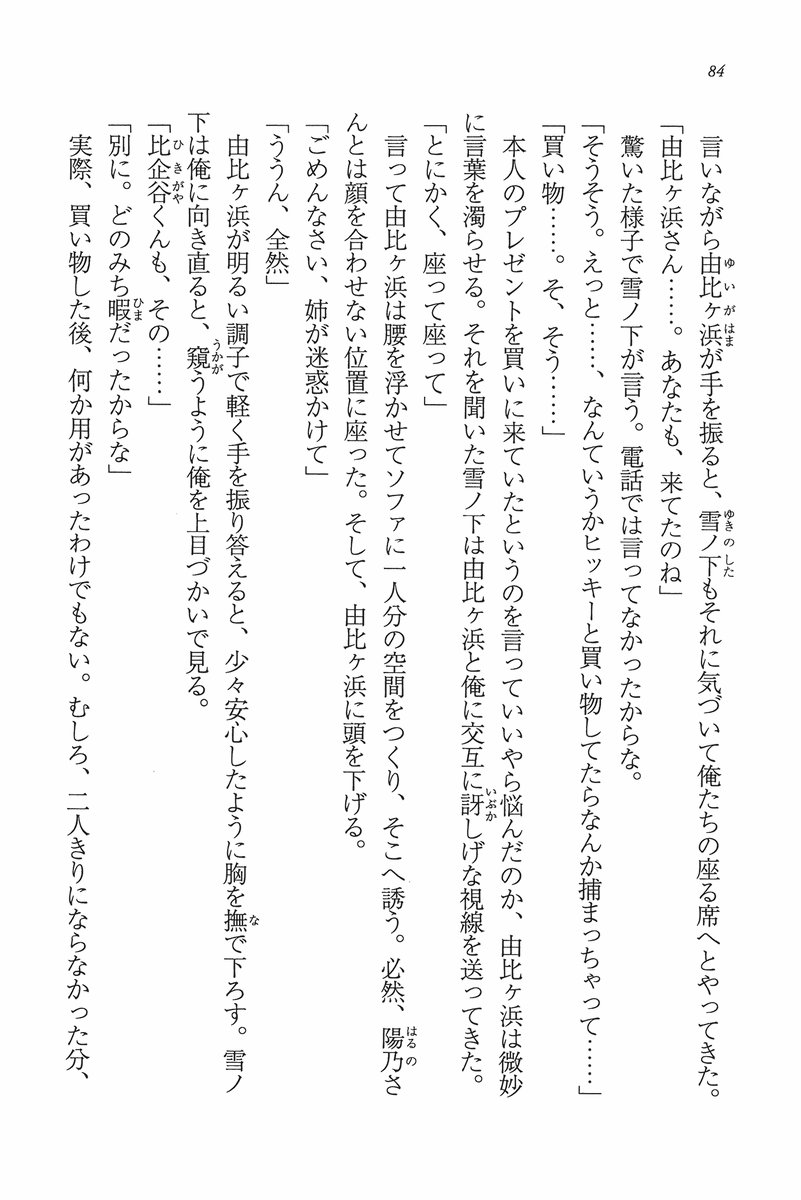 84
言いながら由比ヶ浜が手を振ると、雪ノ下もそれに気づいて俺たちの座る席へとやってきた。
「由比ヶ浜さん……。あなたも、来てたのね」
驚いた様子で雪ノ下が言う。電話では言ってなかったからな。
「そうそう。えっと……、なんていうかヒッキーと買い物してたらなんか捕まっちゃって……」
「買い物……。そ、そう……」
本人のプレゼントを買いに来ていたというのを言っていいやら悩んだのか、由比ヶ浜は微妙
に言葉を濁らせる。それを聞いた雪ノ下は由比ヶ浜と俺に交互に訝しげな視線を送ってきた。
「とにかく、座って座って」
言って由比ヶ浜は腰を浮かせてソファに一人分の空間をつくり、そこへ誘う。必然、陽乃さ
んとは顔を合わせない位置に座った。そして、由比ヶ浜に頭を下げる。
「ごめんなさい、姉が迷惑かけて」
「ううん、全然」
由比ヶ浜が明るい調子で軽く手を振り答えると、少々安心したように胸を撫で下ろす。雪ノ
下は俺に向き直ると、窺うように俺を上目づかいで見る。
「比企谷くんも、その……」
「別に。どのみち暇だったからな」
実際、買い物した後、何か用があったわけでもない。むしろ、二人きりにならなかった分、